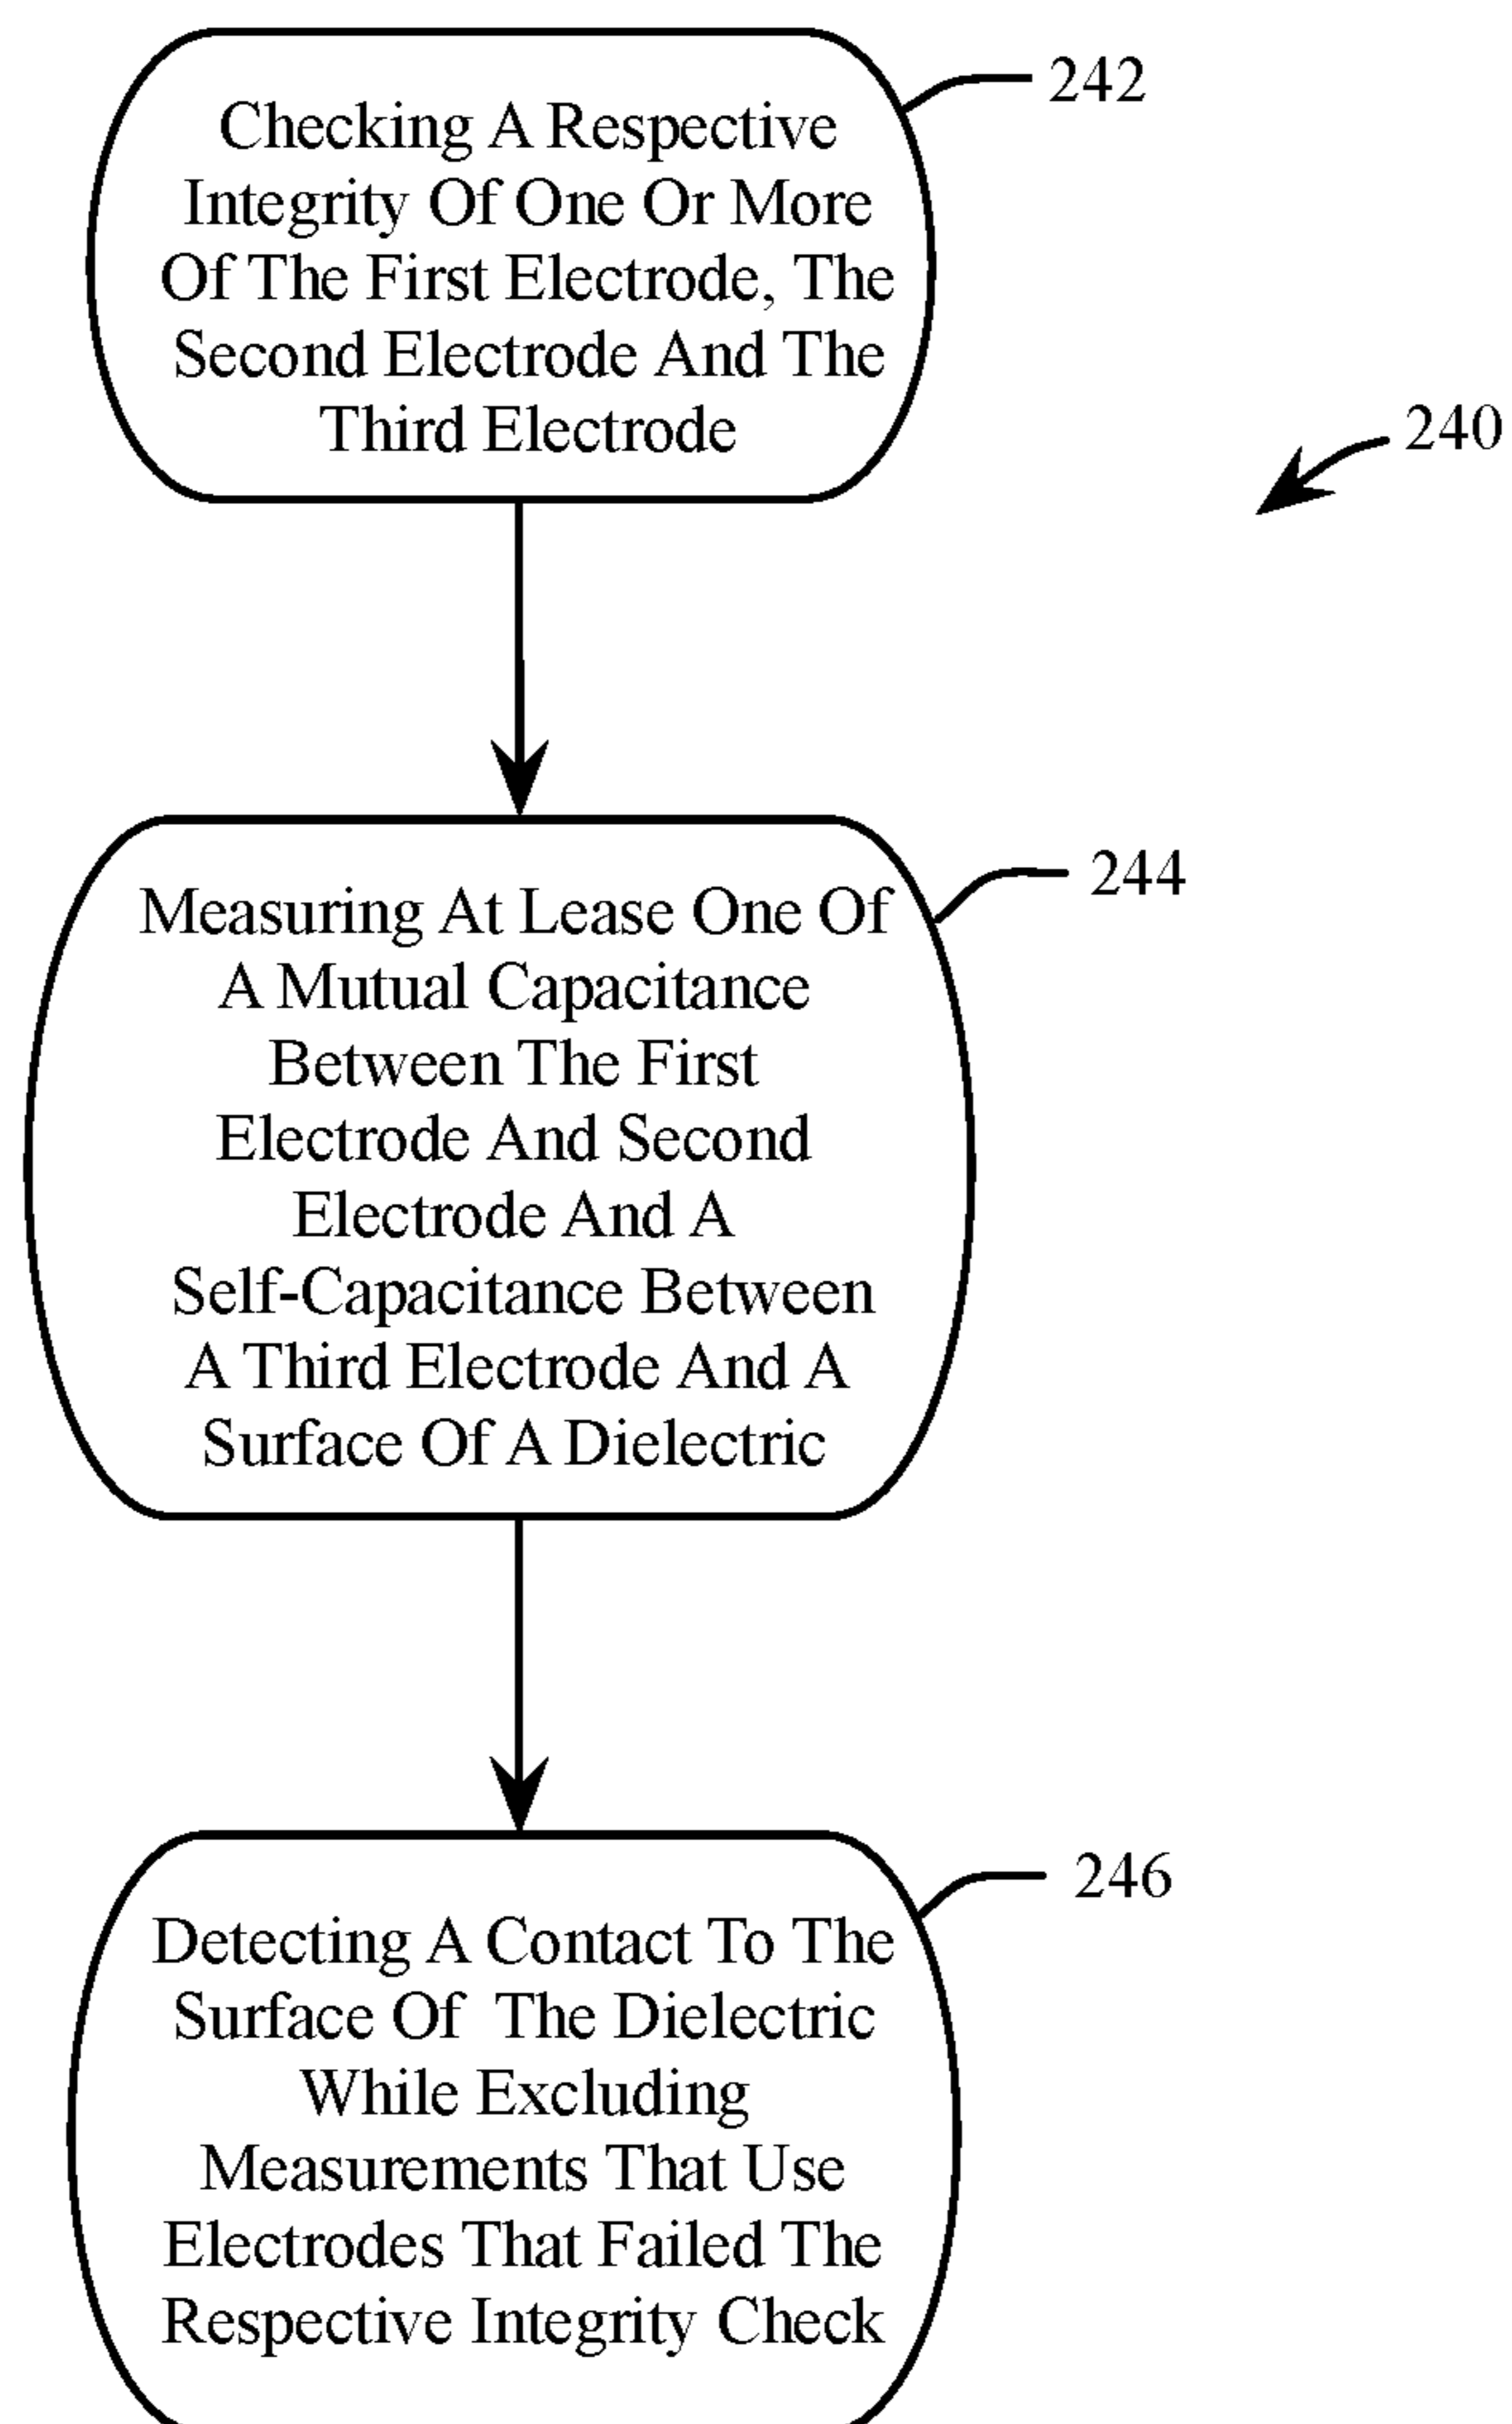 242
Checking A Respective
Integrity Of One Or More
Of The First Electrode, The
Second Electrode And The
Third Electrode
240
244
Measuring At Lease One Of
A Mutual Capacitance
Between The First
Electrode And Second
Electrode And A
Self-Capacitance Between
A Third Electrode And A
Surface Of A Dielectric
246
Detecting A Contact To The
Surface Of The Dielectric
While Excluding
Measurements That Use
Electrodes That Failed The
Respective Integrity Check